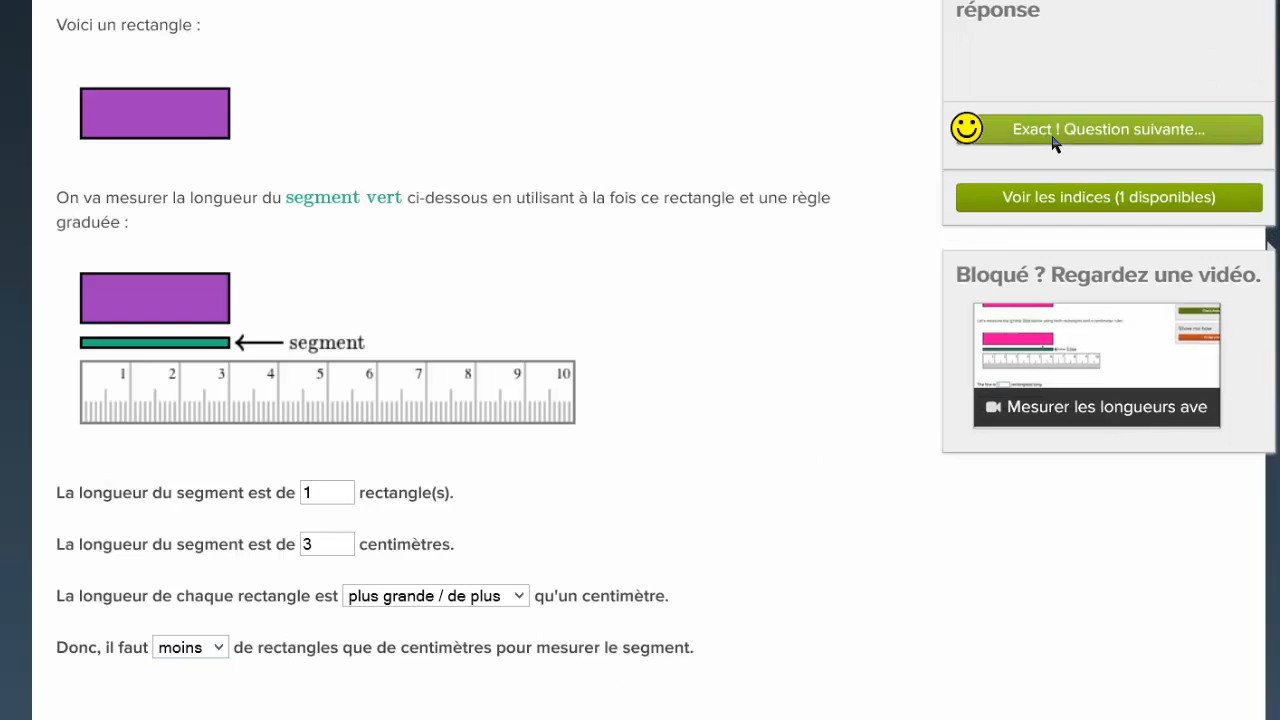 Voici un rectangle :
On va mesurer la longueur du segment vert ci-dessous en utilisant à la fois ce rectangle et une règle
graduée :
segment
1 2 3 4 5 6 7 8 9 10
La longueur du segment est de 1 rectangle(s).
La longueur du segment est de 3 centimètres.
La longueur de chaque rectangle est plus grande / de plus qu'un centimètre.
Donc, il faut moins de rectangles que de centimètres pour mesurer le segment.
réponse
Exact ! Question suivante...
Voir les indices (1 disponibles)
Bloqué ? Regardez une vidéo.
Mesurer les longueurs ave